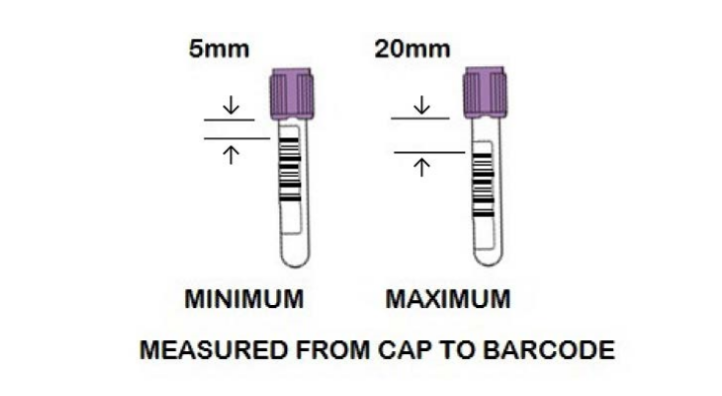 5mm 20mm
MINIMUM MAXIMUM
MEASURED FROM CAP TO BARCODE